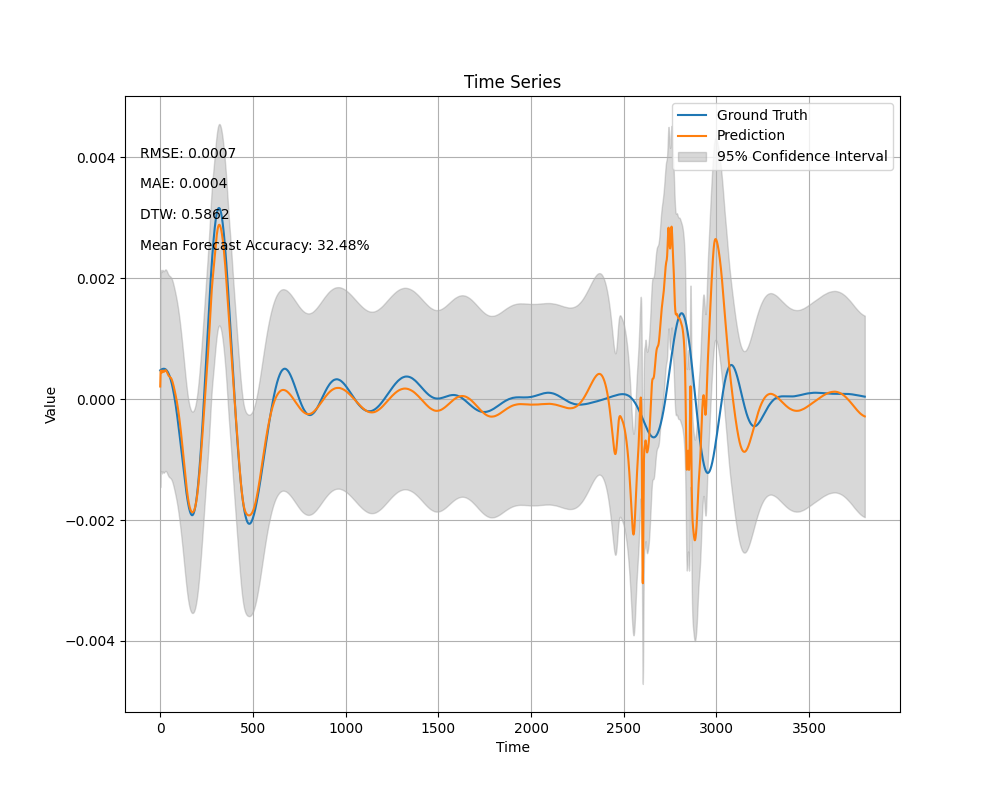 Time Series
Ground Truth
Prediction
95% Confidence Interval
RMSE: 0.0007
MAE: 0.0004
DTW: 0.5862
Mean Forecast Accuracy: 32.48%
Value
0.004
0.002
0.000
−0.002
−0.004
0 500 1000 1500 2000 2500 3000 3500
Time